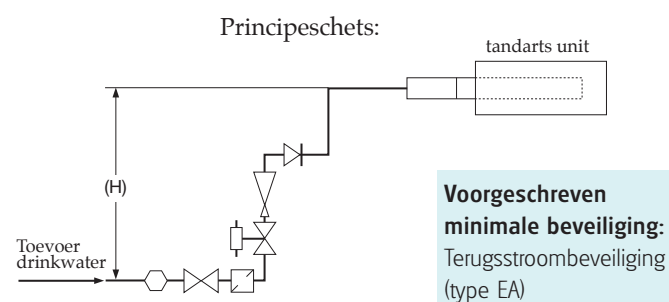 Principeschets:
tandarts unit
(H)
Toevoer
drinkwater
Voorgeschreven
minimale beveiliging:
Terugsstroombeveiliging
(type EA)